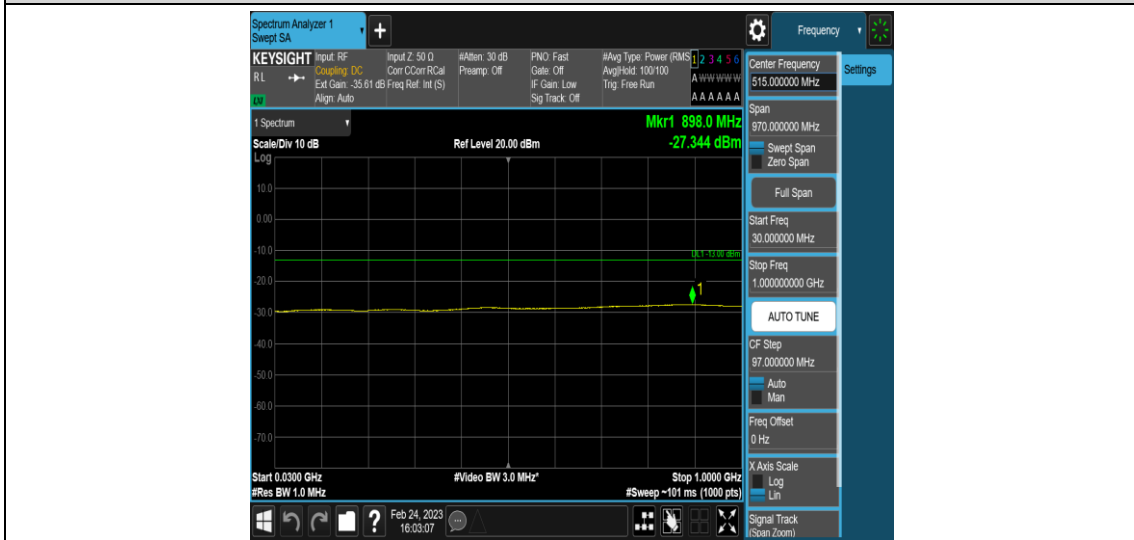 Spectrum Analyzer 1
Swept SA
+
Frequency
KEYSIGHT
RL
LXI
Input: RF
Coupling: DC
Ext Gain: -35.61 dB
Align: Auto
Input Z: 50 Ω
Corr CCorr RCal
Freq Ref: Int (S)
#Atten: 30 dB
Preamp: Off
PNO: Fast
Gate: Off
IF Gain: Low
Sig Track: Off
#Avg Type: Power (RMS
Avg|Hold: 100/100
Trig: Free Run
1 2 3 4 5 6
A W W W W W
A A A A A A
Center Frequency
515.000000 MHz
Settings
Span
970.000000 MHz
Swept Span
Zero Span
Full Span
Start Freq
30.000000 MHz
Stop Freq
1.000000000 GHz
AUTO TUNE
CF Step
97.000000 MHz
Auto
Man
Freq Offset
0 Hz
X Axis Scale
Log
Lin
Signal Track
(Span Zoom)
1 Spectrum
Mkr1 898.0 MHz
Scale/Div 10 dB
Ref Level 20.00 dBm
-27.344 dBm
Log
10.0
0.00
-10.0
DL1 -13.00 dBm
-20.0
1
-30.0
-40.0
-50.0
-60.0
-70.0
Start 0.0300 GHz
#Video BW 3.0 MHz*
Stop 1.0000 GHz
#Res BW 1.0 MHz
#Sweep ~101 ms (1000 pts)
?
Feb 24, 2023
16:03:07